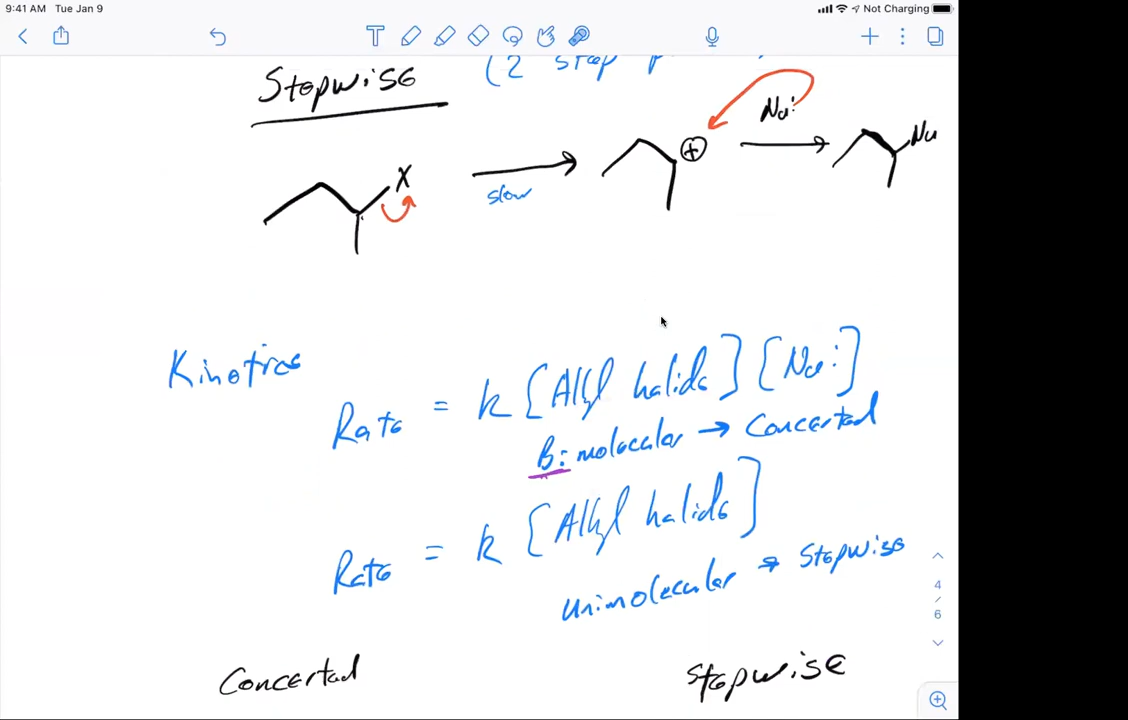 9:41 AM Tue Jan 9
Not Charging
Stepwise (2 step
X
slow
+
Nu:
Nu
Kinetics
Rate = k [Alkyl halide] [Nu:]
Bimolecular → Concerted
Rate = k [Alkyl halide]
Unimolecular → Stepwise
4
/
6
Concerted Stepwise